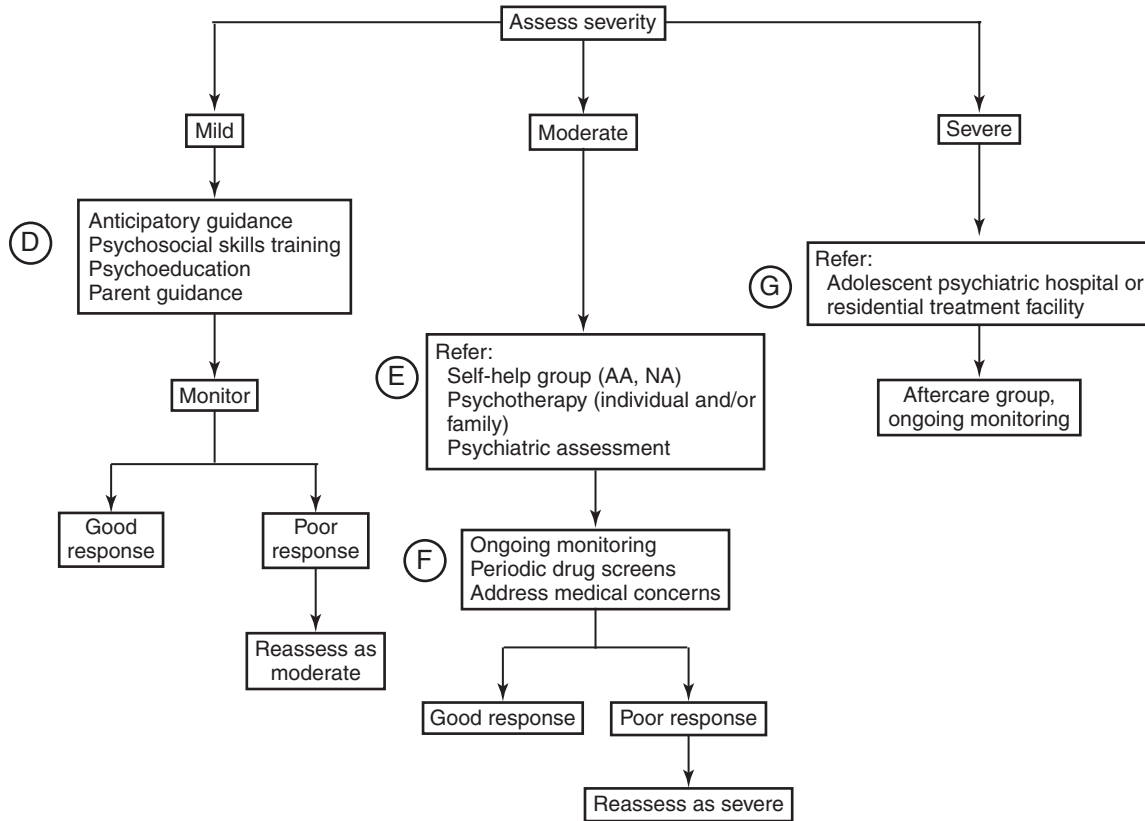 Assess severity
Mild
Moderate
Severe
D
Anticipatory guidance
Psychosocial skills training
Psychoeducation
Parent guidance
G
Refer:
Adolescent psychiatric hospital or
residential treatment facility
E
Refer:
Self-help group (AA, NA)
Psychotherapy (individual and/or
family)
Psychiatric assessment
Monitor
Aftercare group,
ongoing monitoring
Good
response
Poor
response
F
Ongoing monitoring
Periodic drug screens
Address medical concerns
Reassess as
moderate
Good response
Poor response
Reassess as severe